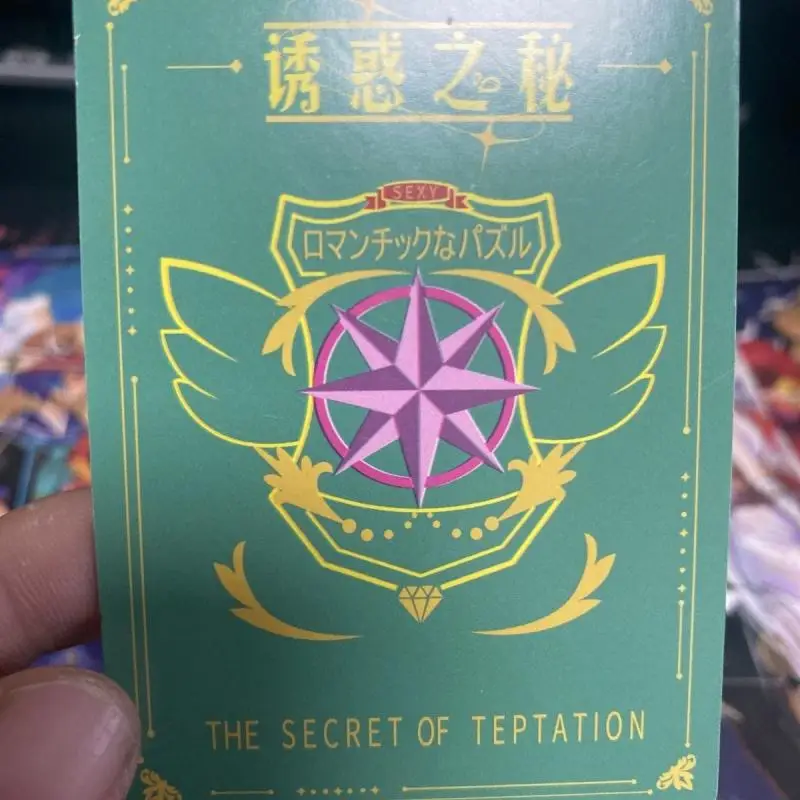 诱惑之秘
SEXY
ロマンチックなパズル
THE SECRET OF TEPTATION